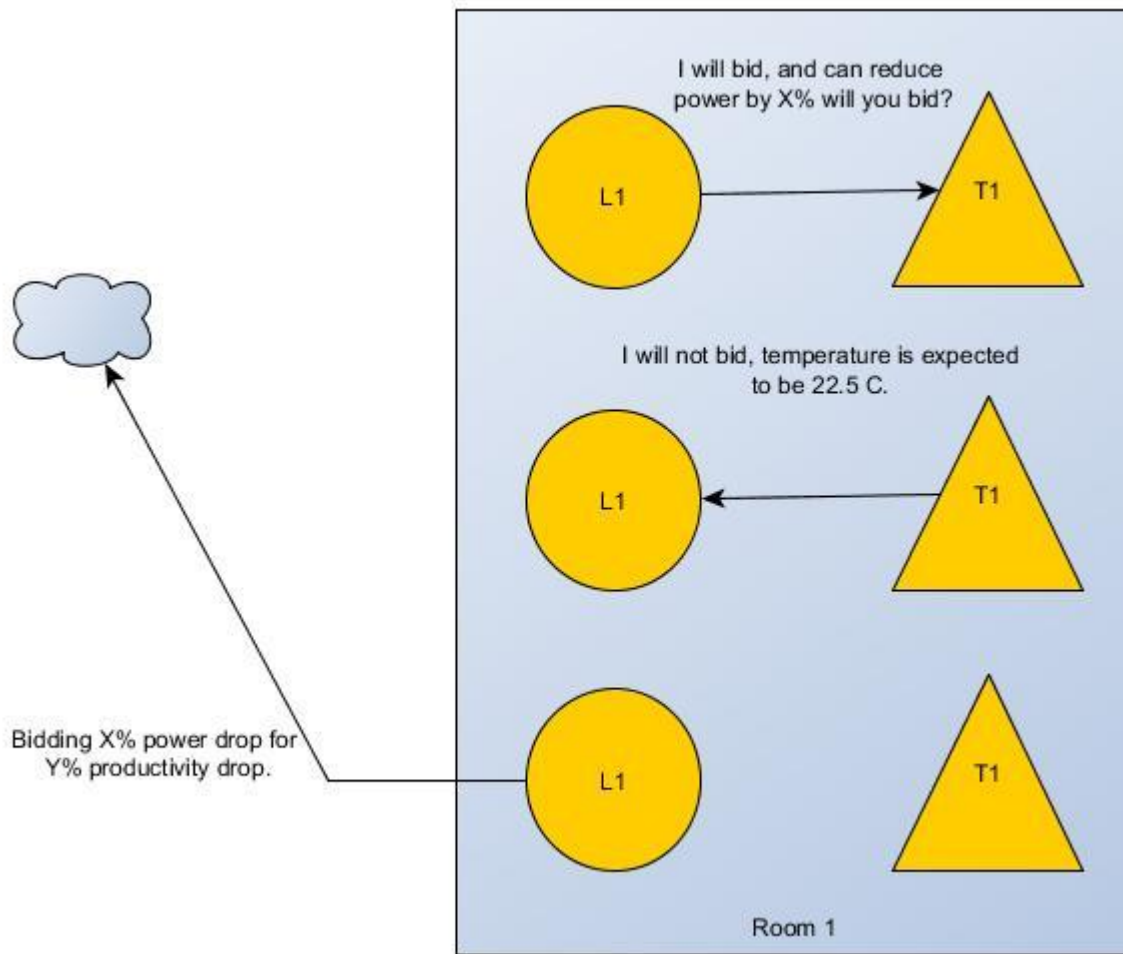 I will bid, and can reduce
power by X% will you bid?
L1
T1
I will not bid, temperature is expected
to be 22.5 C.
L1
T1
Bidding X% power drop for
Y% productivity drop.
L1
T1
Room 1